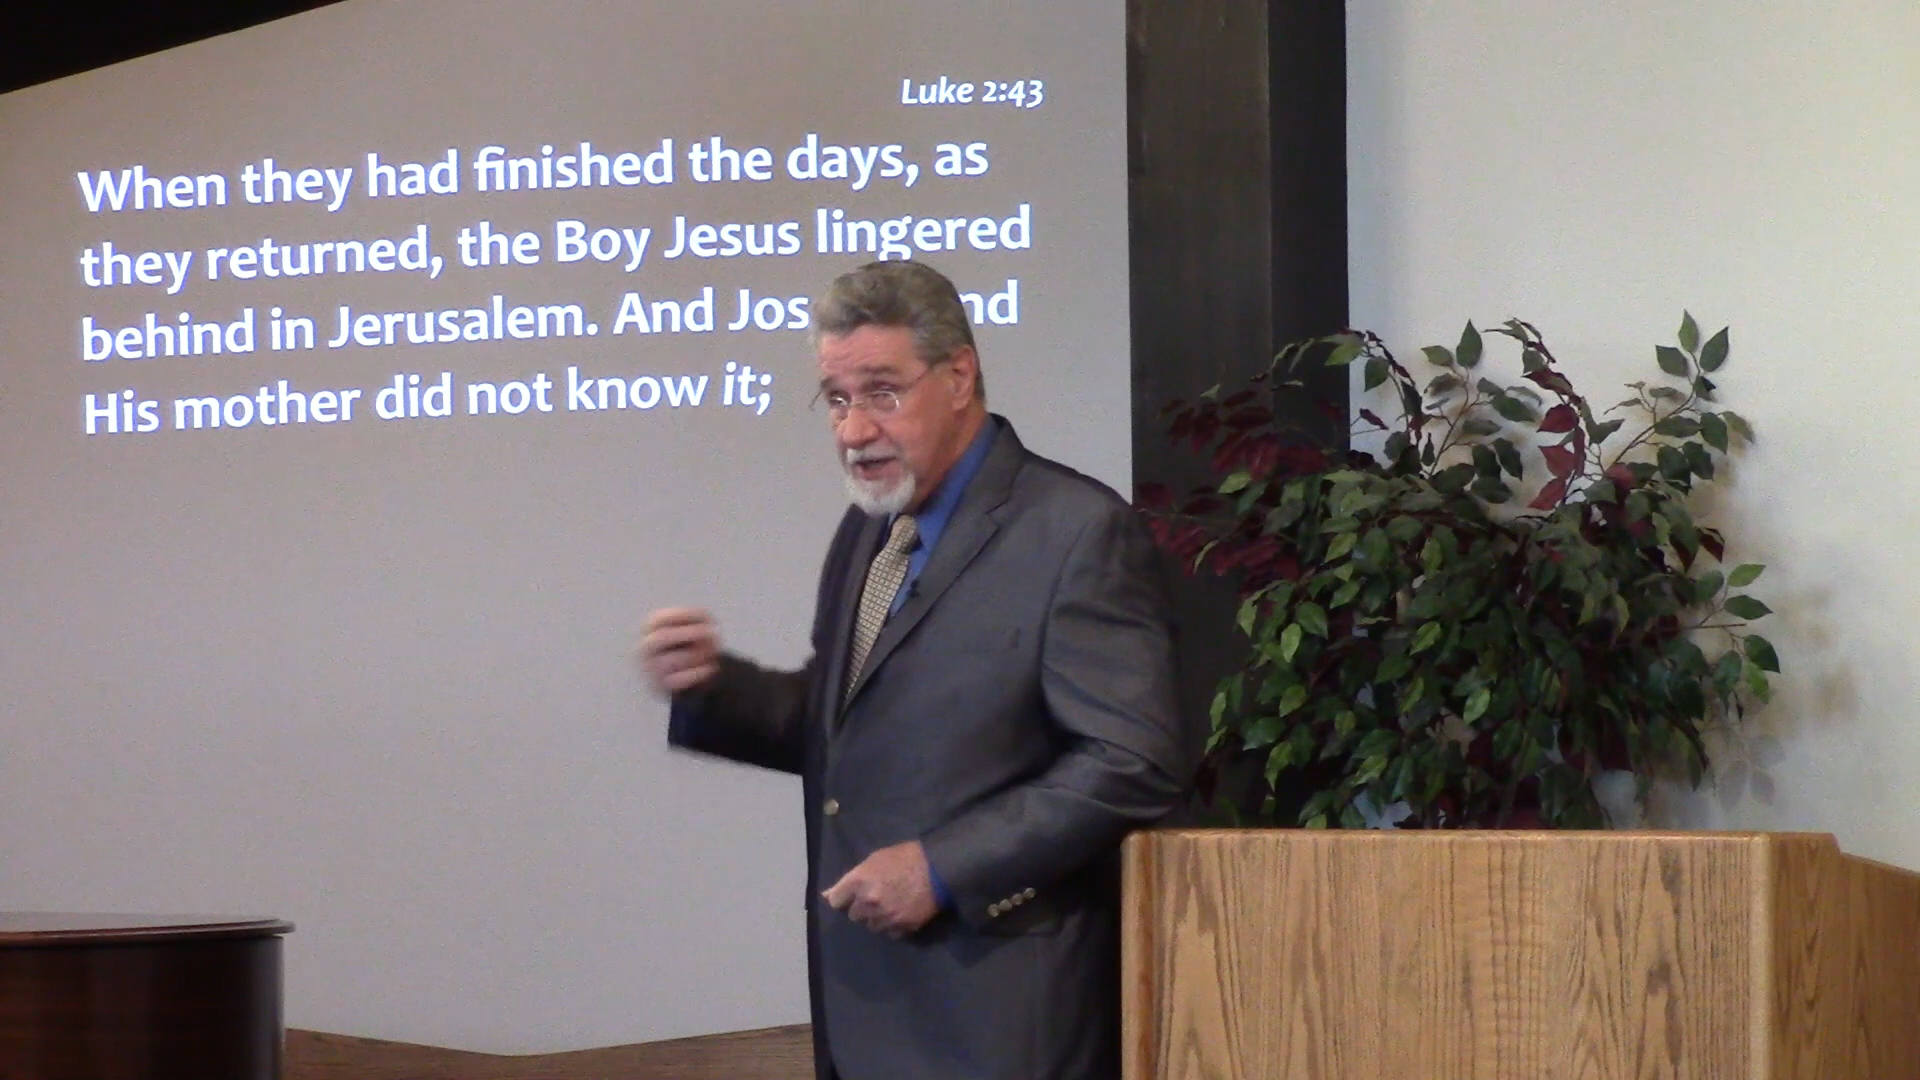 Luke 2:43
When they had finished the days, as
they returned, the Boy Jesus lingered
behind in Jerusalem. And
His mother did not know it;